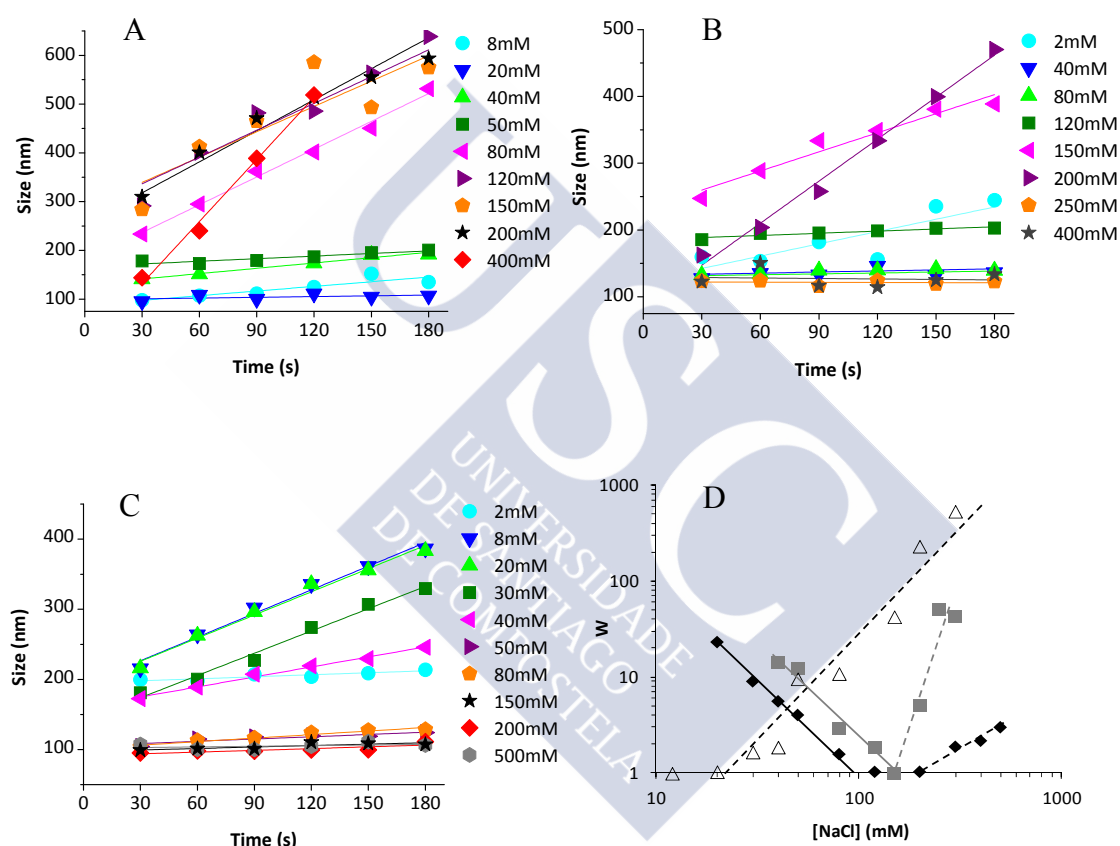 A
Size (nm)
600
500
400
300
200
100
0 30 60 90 120 150 180
Time (s)
8mM
20mM
40mM
50mM
80mM
120mM
150mM
200mM
400mM
B
Size (nm)
500
400
300
200
100
0 30 60 90 120 150 180
Time (s)
2mM
40mM
80mM
120mM
150mM
200mM
250mM
400mM
C
Size (nm)
400
300
200
100
0 30 60 90 120 150 180
Time (s)
2mM
8mM
20mM
30mM
40mM
50mM
80mM
150mM
200mM
500mM
D
W
1000
100
10
1
10 100 1000
[NaCl] (mM)
USC
UNIVERSIDADE
DE SANTIAGO
DE COMPOSTELA